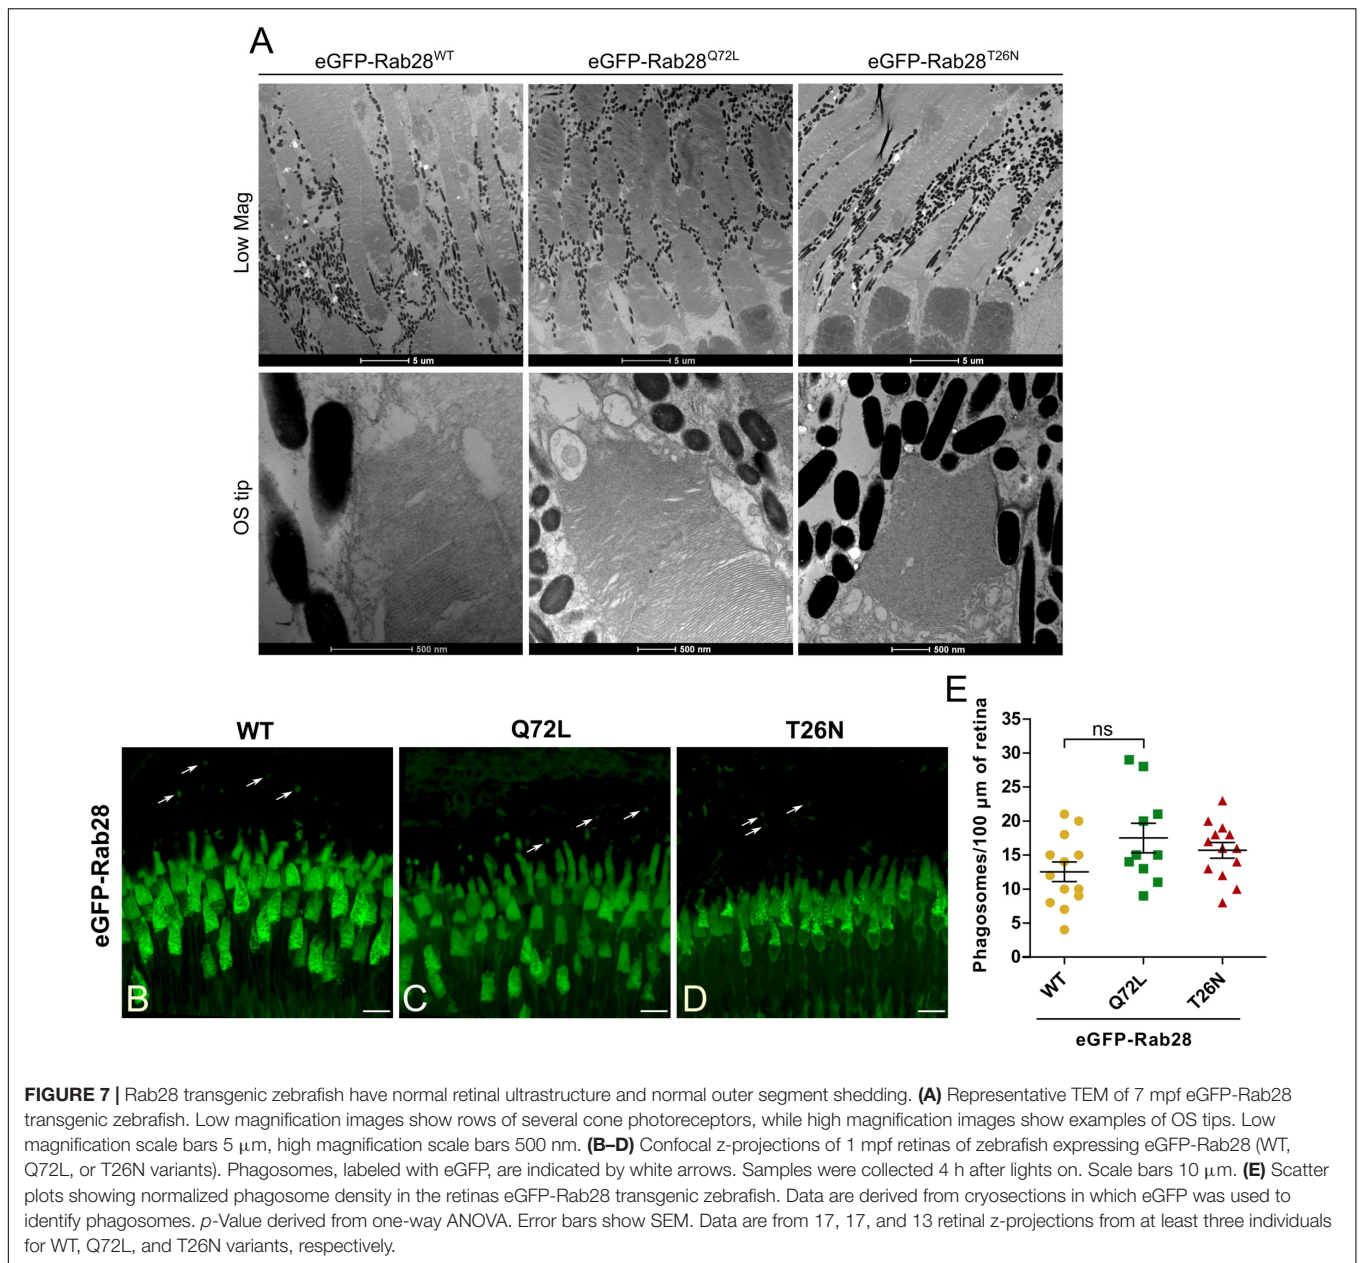 A
eGFP-Rab28WT
eGFP-Rab28Q72L
eGFP-Rab28T26N
Low Mag
5 um
5 um
5 um
OS tip
500 nm
500 nm
500 nm
WT
Q72L
T26N
eGFP-Rab28
B
C
D
E
Phagosomes/100 µm of retina
35
30
25
20
15
10
5
0
ns
WT
Q72L
T26N
eGFP-Rab28
FIGURE 7 | Rab28 transgenic zebrafish have normal retinal ultrastructure and normal outer segment shedding. (A) Representative TEM of 7 mpf eGFP-Rab28
transgenic zebrafish. Low magnification images show rows of several cone photoreceptors, while high magnification images show examples of OS tips. Low
magnification scale bars 5 μm, high magnification scale bars 500 nm. (B–D) Confocal z-projections of 1 mpf retinas of zebrafish expressing eGFP-Rab28 (WT,
Q72L, or T26N variants). Phagosomes, labeled with eGFP, are indicated by white arrows. Samples were collected 4 h after lights on. Scale bars 10 μm. (E) Scatter
plots showing normalized phagosome density in the retinas eGFP-Rab28 transgenic zebrafish. Data are derived from cryosections in which eGFP was used to
identify phagosomes. p-Value derived from one-way ANOVA. Error bars show SEM. Data are from 17, 17, and 13 retinal z-projections from at least three individuals
for WT, Q72L, and T26N variants, respectively.